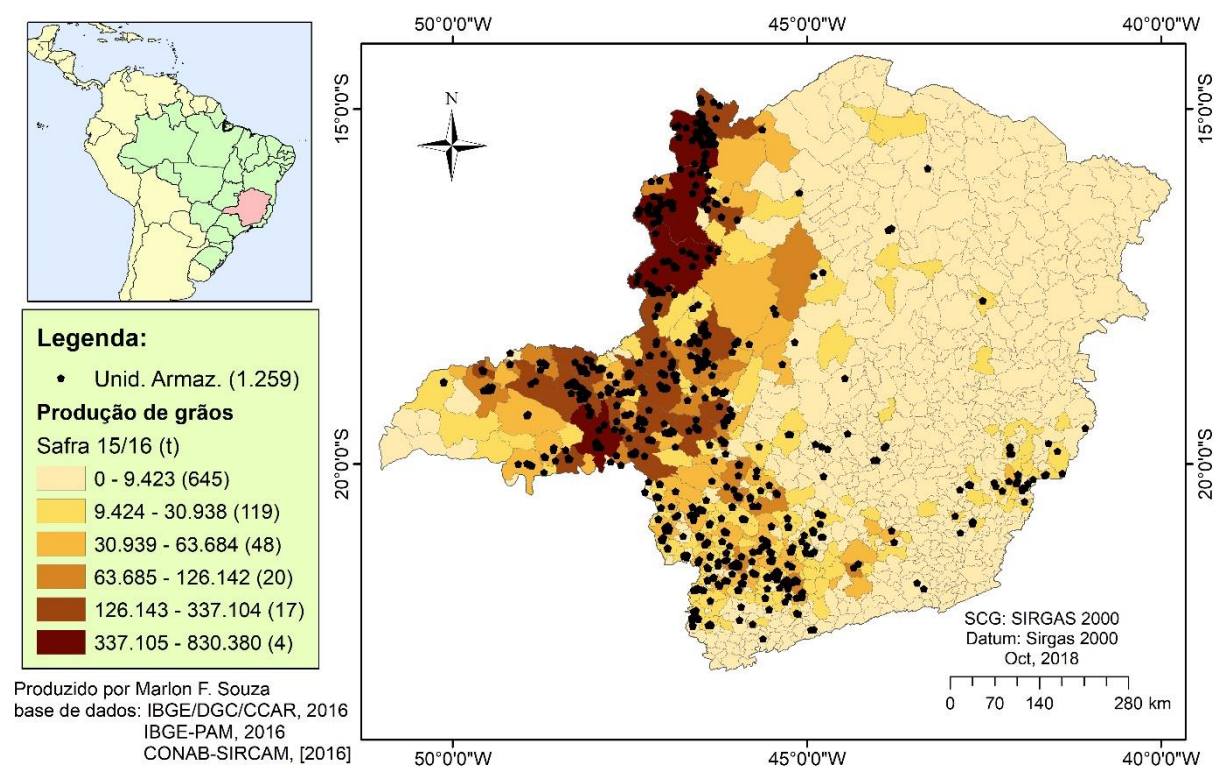 50°0'0"W
45°0'0"W
40°0'0"W
15°0'0"S
15°0'0"S
N
Legenda:
Unid. Armaz. (1.259)
Produção de grãos
Safra 15/16 (t)
0 - 9.423 (645)
9.424 - 30.938 (119)
30.939 - 63.684 (48)
63.685 - 126.142 (20)
126.143 - 337.104 (17)
337.105 - 830.380 (4)
20°0'0"S
20°0'0"S
SCG: SIRGAS 2000
Datum: Sirgas 2000
Oct, 2018
0 70 140 280 km
Produzido por Marlon F. Souza
base de dados: IBGE/DGC/CCAR, 2016
IBGE-PAM, 2016
CONAB-SIRCAM, [2016]
50°0'0"W
45°0'0"W
40°0'0"W